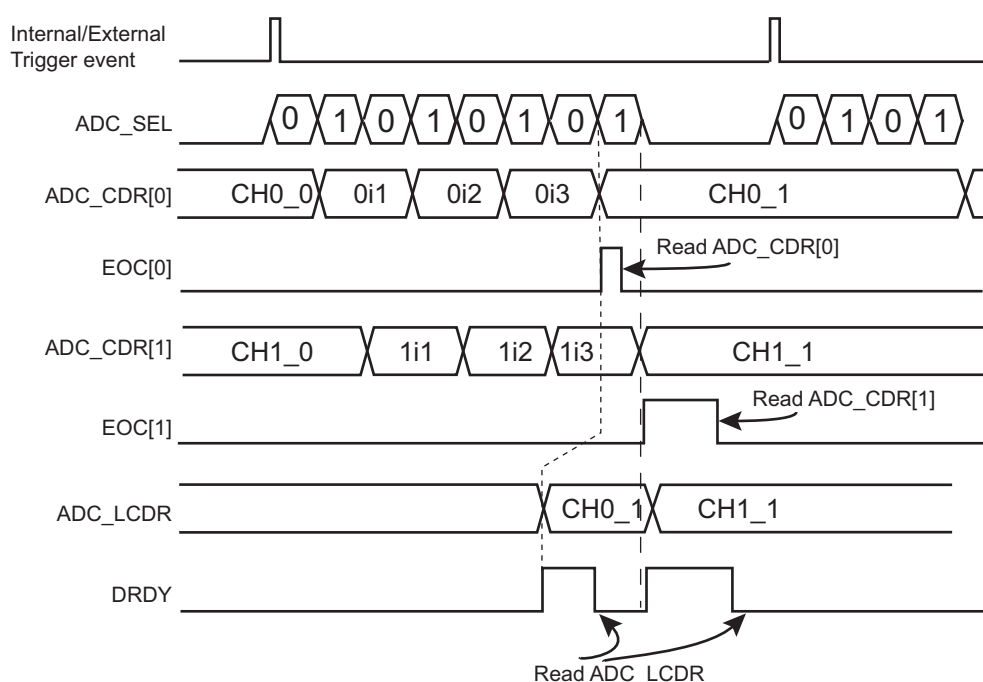 Internal/External
Trigger event
ADC_SEL 0 1 0 1 0 1 0 1 0 1 0 1
ADC_CDR[0] CH0_0 0i1 0i2 0i3 CH0_1
EOC[0] Read ADC_CDR[0]
ADC_CDR[1] CH1_0 1i1 1i2 1i3 CH1_1
EOC[1] Read ADC_CDR[1]
ADC_LCDR CH0_1 CH1_1
DRDY
Read ADC_LCDR